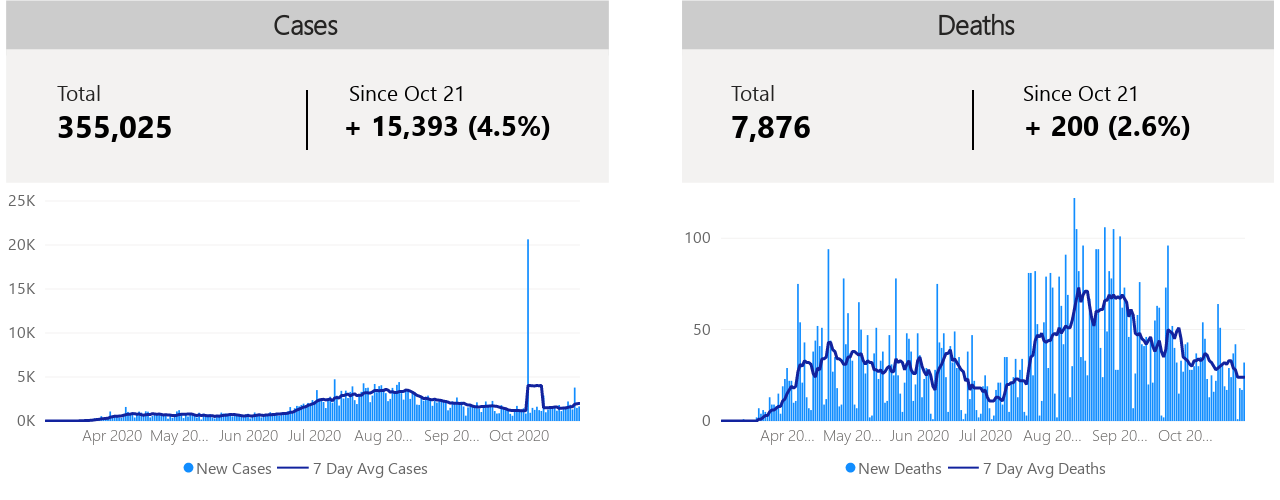 Cases
Total
Since Oct 21
355,025
+ 15,393 (4.5%)
25K
20K
15K
10K
5K
0K
Apr 2020 May 20... Jun 2020 Jul 2020 Aug 20... Sep 20... Oct 2020
New Cases 7 Day Avg Cases
Deaths
Total
Since Oct 21
7,876
+ 200 (2.6%)
100
50
0
Apr 20... May 20... Jun 2020 Jul 2020 Aug 20... Sep 20... Oct 20...
New Deaths 7 Day Avg Deaths